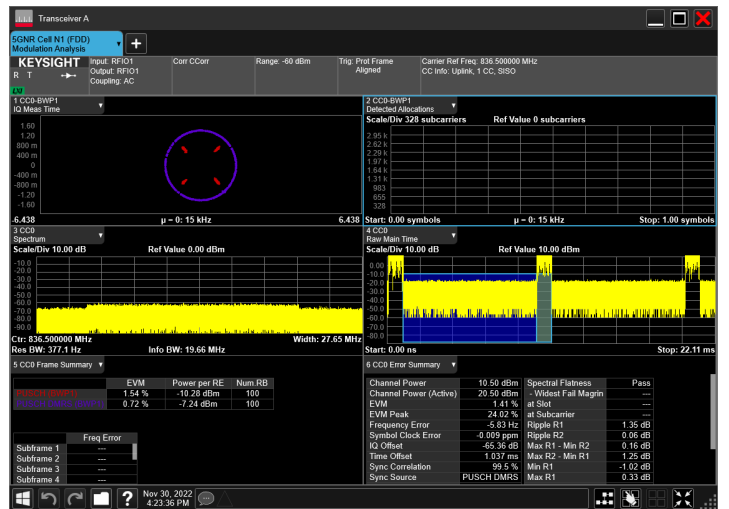 Transceiver A
5GNR Cell N1 (FDD)
Modulation Analysis
KEYSIGHT Input: RFIO1 Corr CCorr Range: -60 dBm Trig: Prot Frame Carrier Ref Freq: 836.500000 MHz
R T Output: RFIO1 Aligned CC Info: Uplink, 1 CC, SISO
Coupling: AC
LXI
1 CC0-BWP1
IQ Meas Time
1.60
1.20
800 m
400 m
0
-400 m
-800 m
-1.20
-1.60
-6.438 μ = 0: 15 kHz 6.438
2 CC0-BWP1
Detected Allocations
Scale/Div 328 subcarriers Ref Value 0 subcarriers
2.95 k
2.62 k
2.29 k
1.97 k
1.64 k
1.31 k
983
655
328
Start: 0.00 symbols μ = 0: 15 kHz Stop: 1.00 symbols
3 CC0
Spectrum
Scale/Div 10.00 dB Ref Value 0.00 dBm
-10.0
-20.0
-30.0
-40.0
-50.0
-60.0
-70.0
-80.0
-90.0
Ctr: 836.500000 MHz Width: 27.65 MHz
Res BW: 377.1 Hz Info BW: 19.66 MHz
4 CC0
Raw Main Time
Scale/Div 10.00 dB Ref Value 10.00 dBm
0.00
-10.0
-20.0
-30.0
-40.0
-50.0
-60.0
-70.0
-80.0
Start: 0.00 ns Stop: 22.11 ms
5 CC0 Frame Summary
EVM Power per RE Num.RB
PUSCH (BWP1) 1.54 % -10.28 dBm 100
0.72 % -7.24 dBm 100
Freq Error
Subframe 1 ---
Subframe 2 ---
Subframe 3 ---
Subframe 4 ---
6 CC0 Error Summary
Channel Power 10.50 dBm Spectral Flatness Pass
Channel Power (Active) 20.50 dBm - Widest Fail Magrin ---
EVM 1.41 % at Slot ---
EVM Peak 24.02 % at Subcarrier ---
Frequency Error -5.83 Hz Ripple R1 1.35 dB
Symbol Clock Error -0.009 ppm Ripple R2 0.06 dB
IQ Offset -65.36 dB Max R1 - Min R2 0.16 dB
Time Offset 1.037 ms Max R2 - Min R1 1.25 dB
Sync Correlation 99.5 % Min R1 -1.02 dB
Sync Source PUSCH DMRS Max R1 0.33 dB
Nov 30, 2022
4:23:36 PM